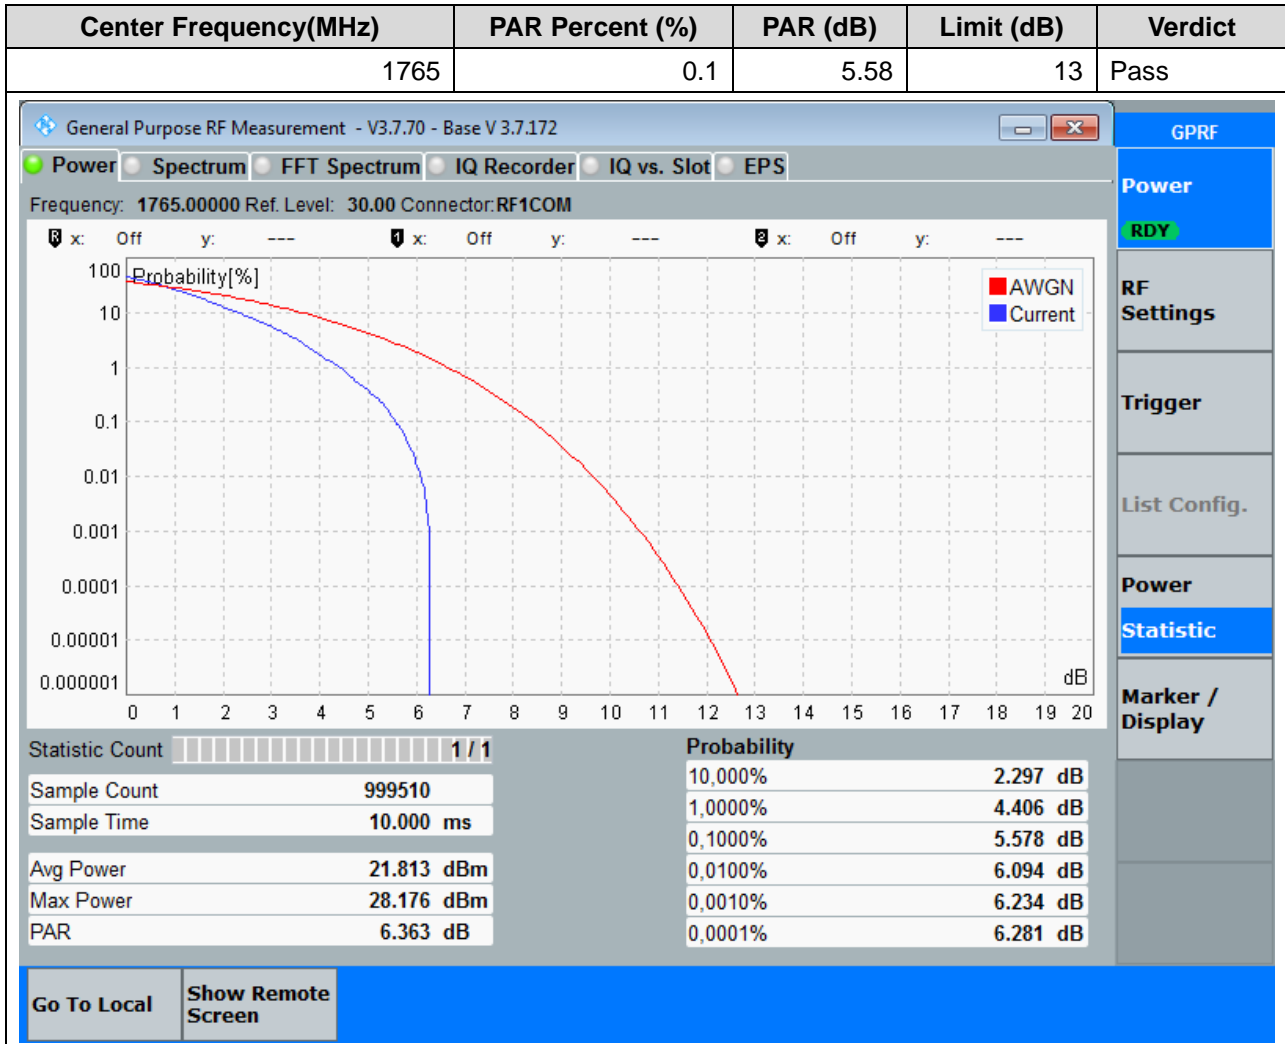 Center Frequency(MHz) PAR Percent (%) PAR (dB) Limit (dB) Verdict
1765 0.1 5.58 13 Pass
General Purpose RF Measurement - V3.7.70 - Base V 3.7.172
GPRF
Power Spectrum FFT Spectrum IQ Recorder IQ vs. Slot EPS
Power
RDY
Frequency: 1765.00000 Ref. Level: 30.00 Connector: RF1COM
R x: Off y: --- 1 x: Off y: --- 2 x: Off y: ---
Probability[%]
AWGN
Current
100
10
1
0.1
0.01
0.001
0.0001
0.00001
0.000001
dB
0 1 2 3 4 5 6 7 8 9 10 11 12 13 14 15 16 17 18 19 20
RF
Settings
Trigger
List Config.
Power
Statistic
Marker /
Display
Statistic Count 1 / 1
Sample Count 999510
Sample Time 10.000 ms
Avg Power 21.813 dBm
Max Power 28.176 dBm
PAR 6.363 dB
Probability
10,000% 2.297 dB
1,0000% 4.406 dB
0,1000% 5.578 dB
0,0100% 6.094 dB
0,0010% 6.234 dB
0,0001% 6.281 dB
Go To Local
Show Remote
Screen